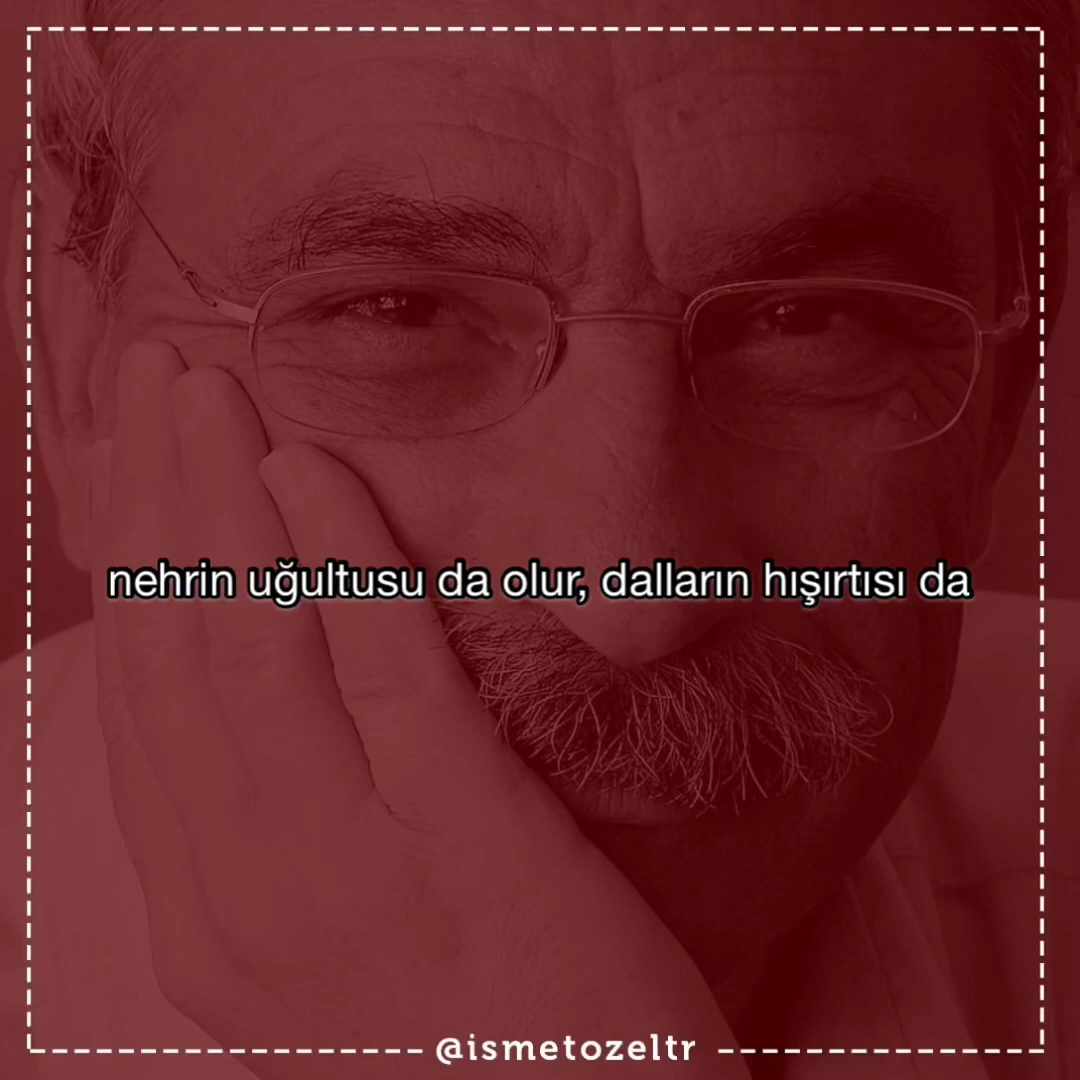 nehrin uğultusu da olur, dalların hışırtısı da
@ismetozeltr